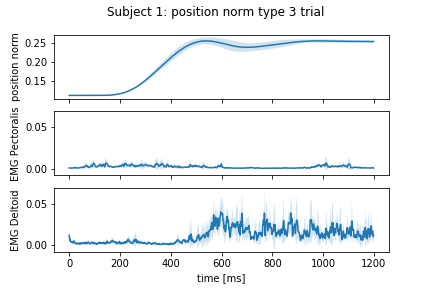 Subject 1: position norm type 3 trial
position norm
0.25
0.20
0.15
EMG Pectoralis
0.05
0.00
EMG Deltoid
0.05
0.00
0 200 400 600 800 1000 1200
time [ms]